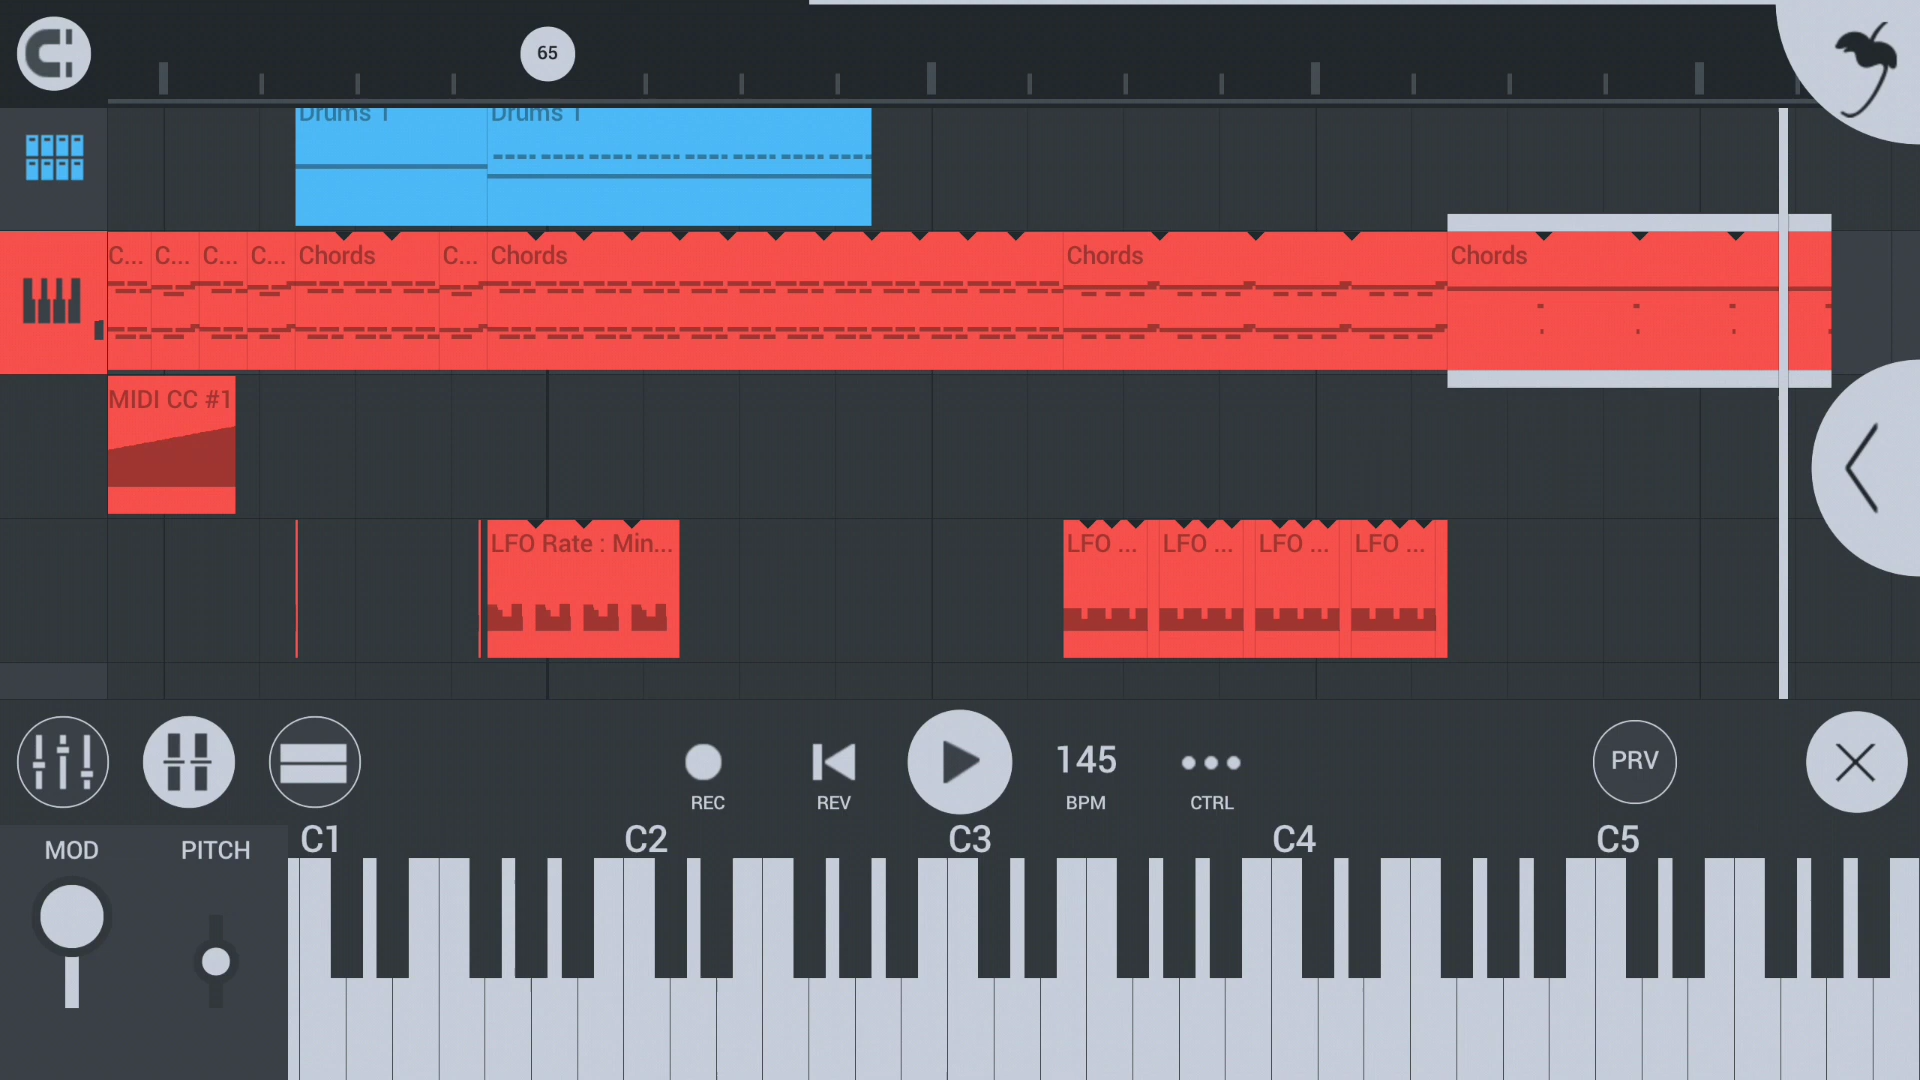 65
Drums 1 Drums 1
C... C... C... C... Chords C... Chords Chords Chords
MIDI CC #1
LFO Rate : Min... LFO ... LFO ... LFO ... LFO ...
145 PRV
REC REV BPM CTRL
MOD PITCH C1 C2 C3 C4 C5